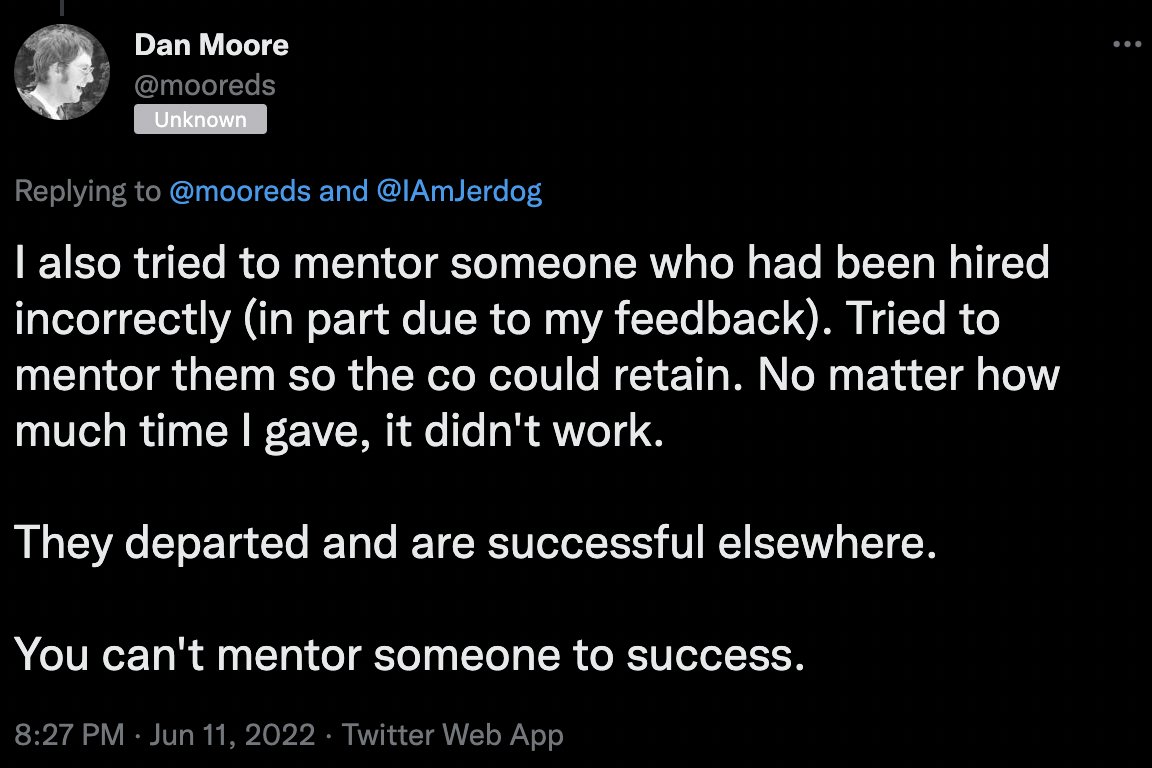 Dan Moore
@mooreds
Unknown
Replying to @mooreds and @IAmJerdog
I also tried to mentor someone who had been hired
incorrectly (in part due to my feedback). Tried to
mentor them so the co could retain. No matter how
much time I gave, it didn't work.
They departed and are successful elsewhere.
You can't mentor someone to success.
8:27 PM · Jun 11, 2022 · Twitter Web App